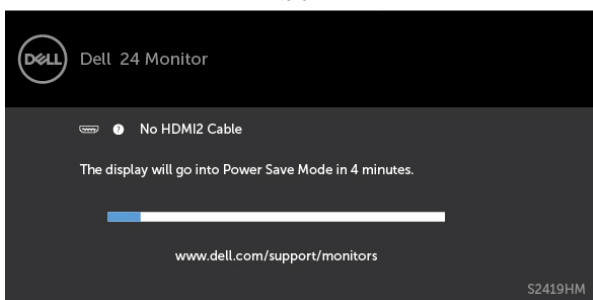 DELL
Dell 24 Monitor
No HDMI2 Cable
The display will go into Power Save Mode in 4 minutes.
www.dell.com/support/monitors
S2419HM